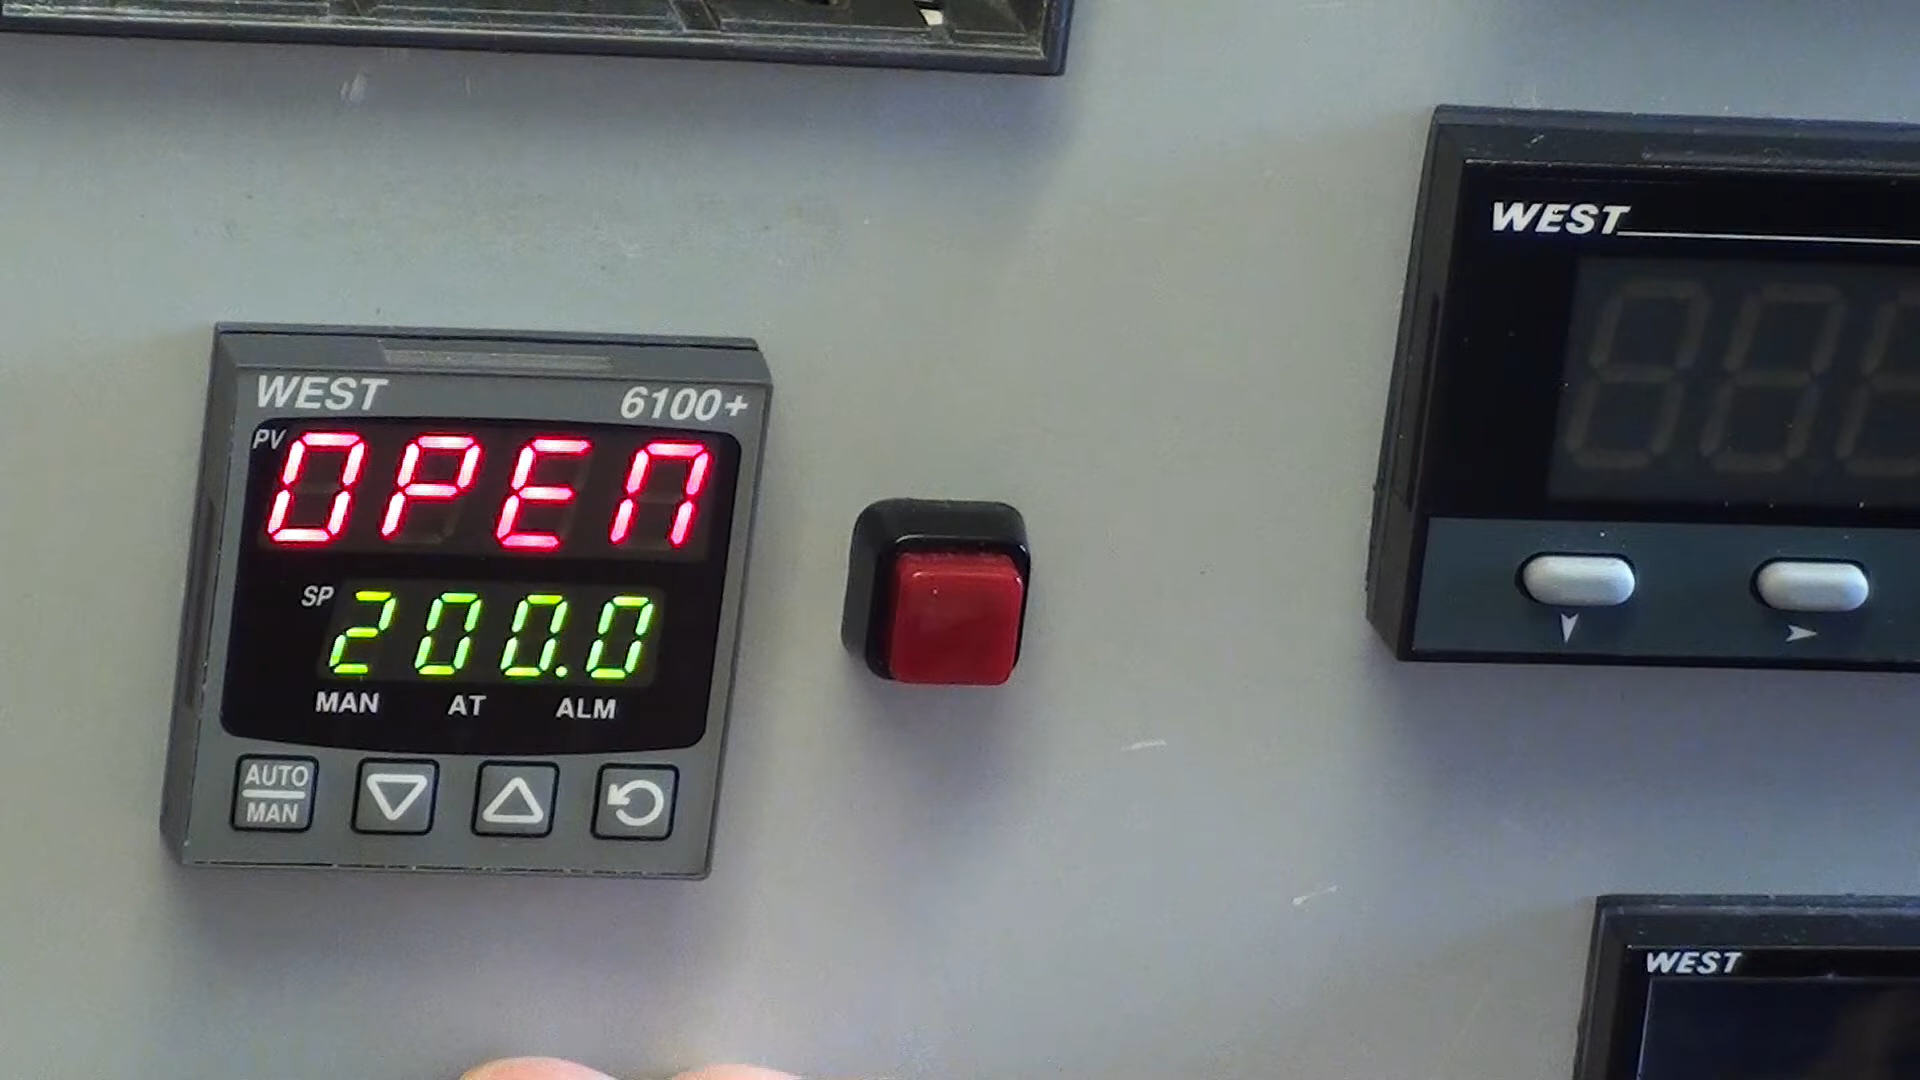 WEST
WEST 6100+
PV OPEN
SP 200.0
MAN AT ALM
AUTO
MAN
WEST